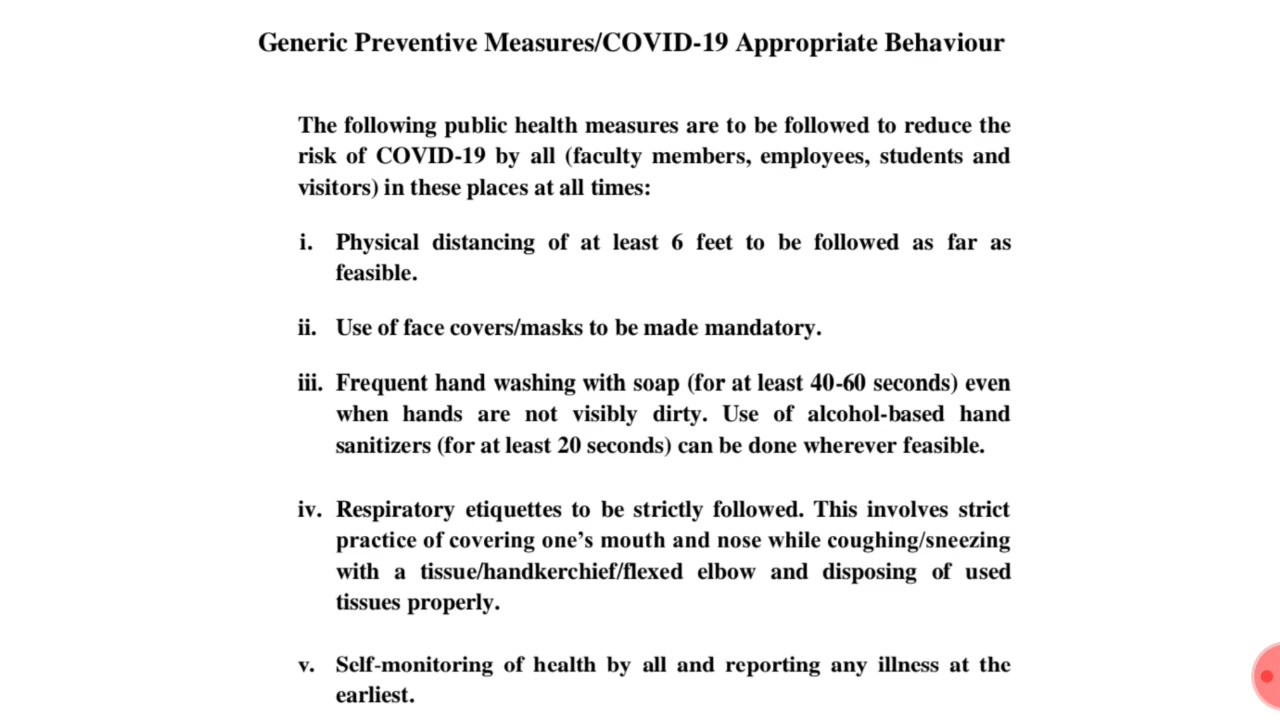 Generic Preventive Measures/COVID-19 Appropriate Behaviour
The following public health measures are to be followed to reduce the
risk of COVID-19 by all (faculty members, employees, students and
visitors) in these places at all times:
i. Physical distancing of at least 6 feet to be followed as far as
feasible.
ii. Use of face covers/masks to be made mandatory.
iii. Frequent hand washing with soap (for at least 40-60 seconds) even
when hands are not visibly dirty. Use of alcohol-based hand
sanitizers (for at least 20 seconds) can be done wherever feasible.
iv. Respiratory etiquettes to be strictly followed. This involves strict
practice of covering one’s mouth and nose while coughing/sneezing
with a tissue/handkerchief/flexed elbow and disposing of used
tissues properly.
v. Self-monitoring of health by all and reporting any illness at the
earliest.